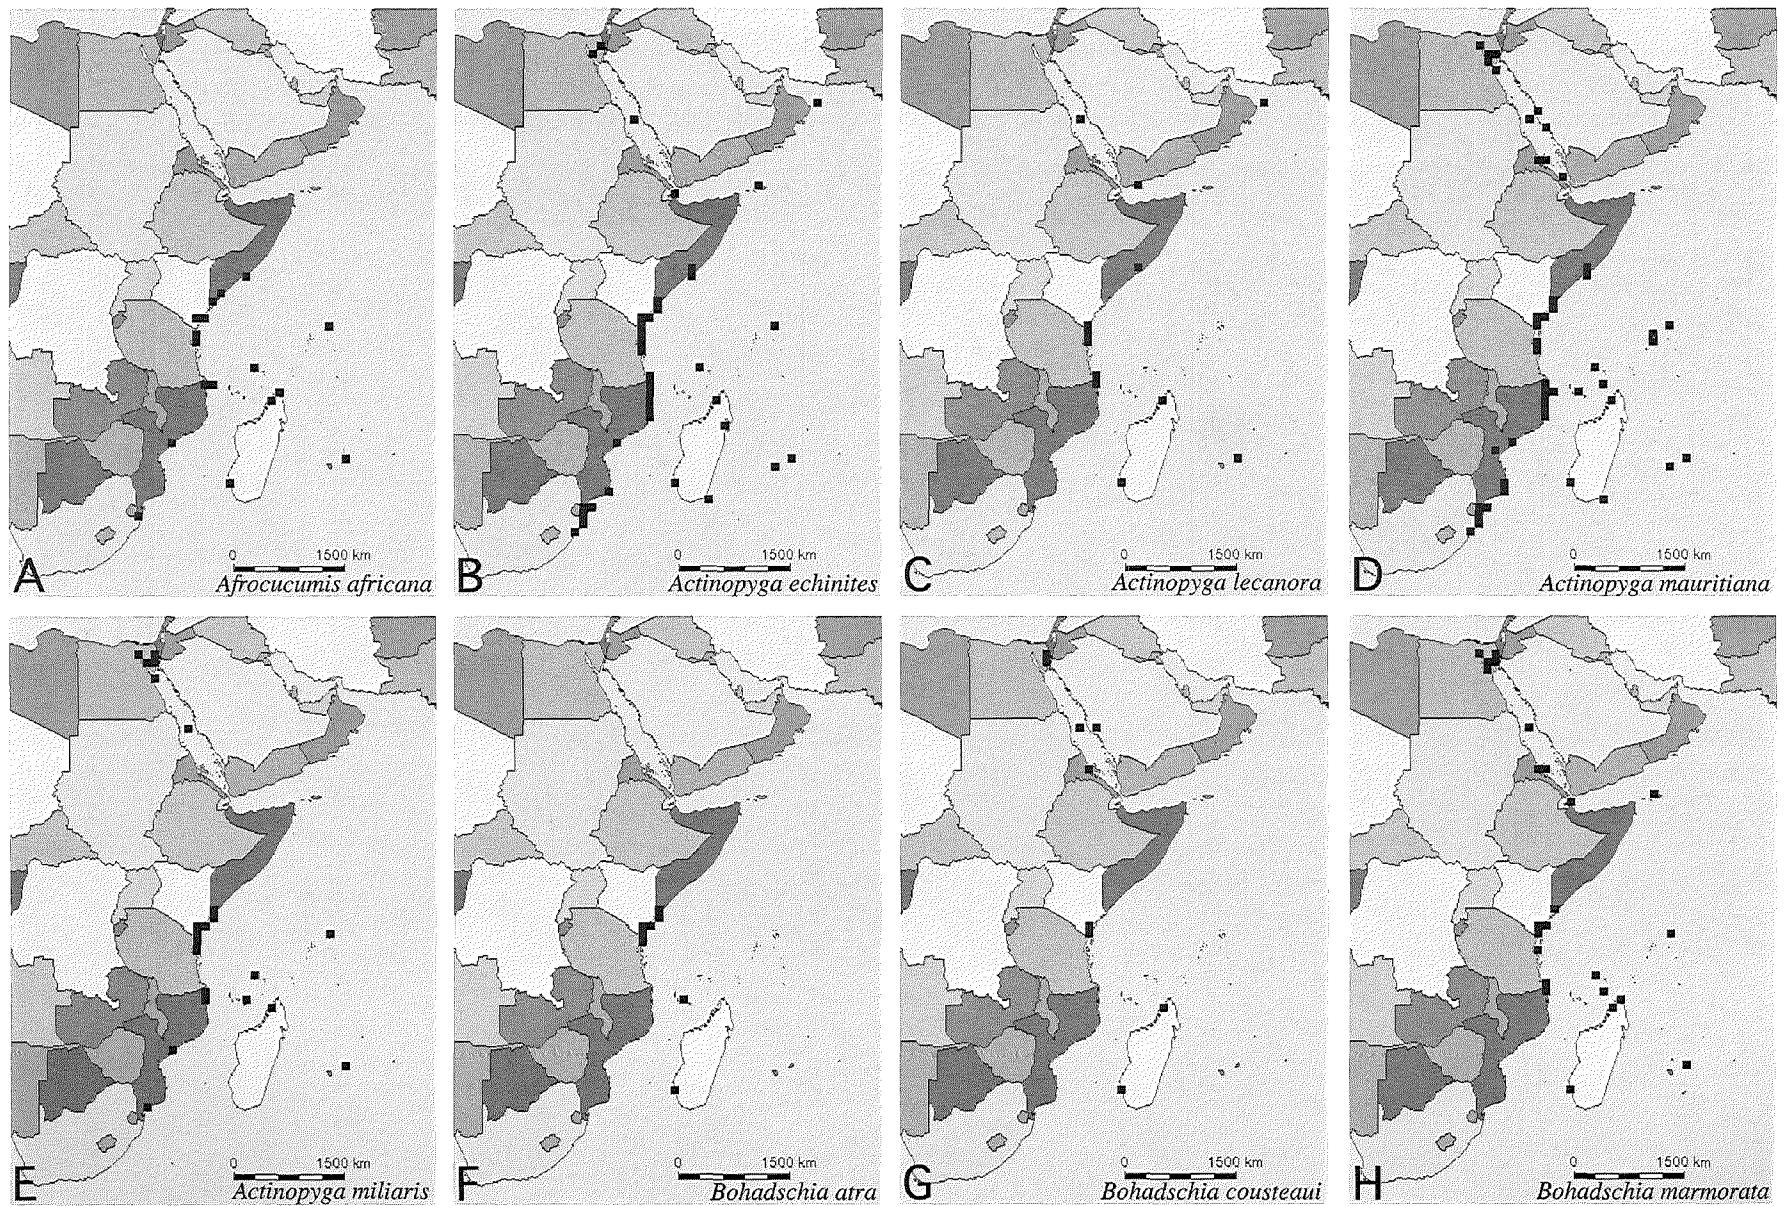 0 1500 km
A Afrocucumis africana
0 1500 km
B Actinopyga echinites
0 1500 km
C Actinopyga lecanora
0 1500 km
D Actinopyga mauritiana
0 1500 km
E Actinopyga miliaris
0 1500 km
F Bohadschia atra
0 1500 km
G Bohadschia cousteaui
0 1500 km
H Bohadschia marmorata